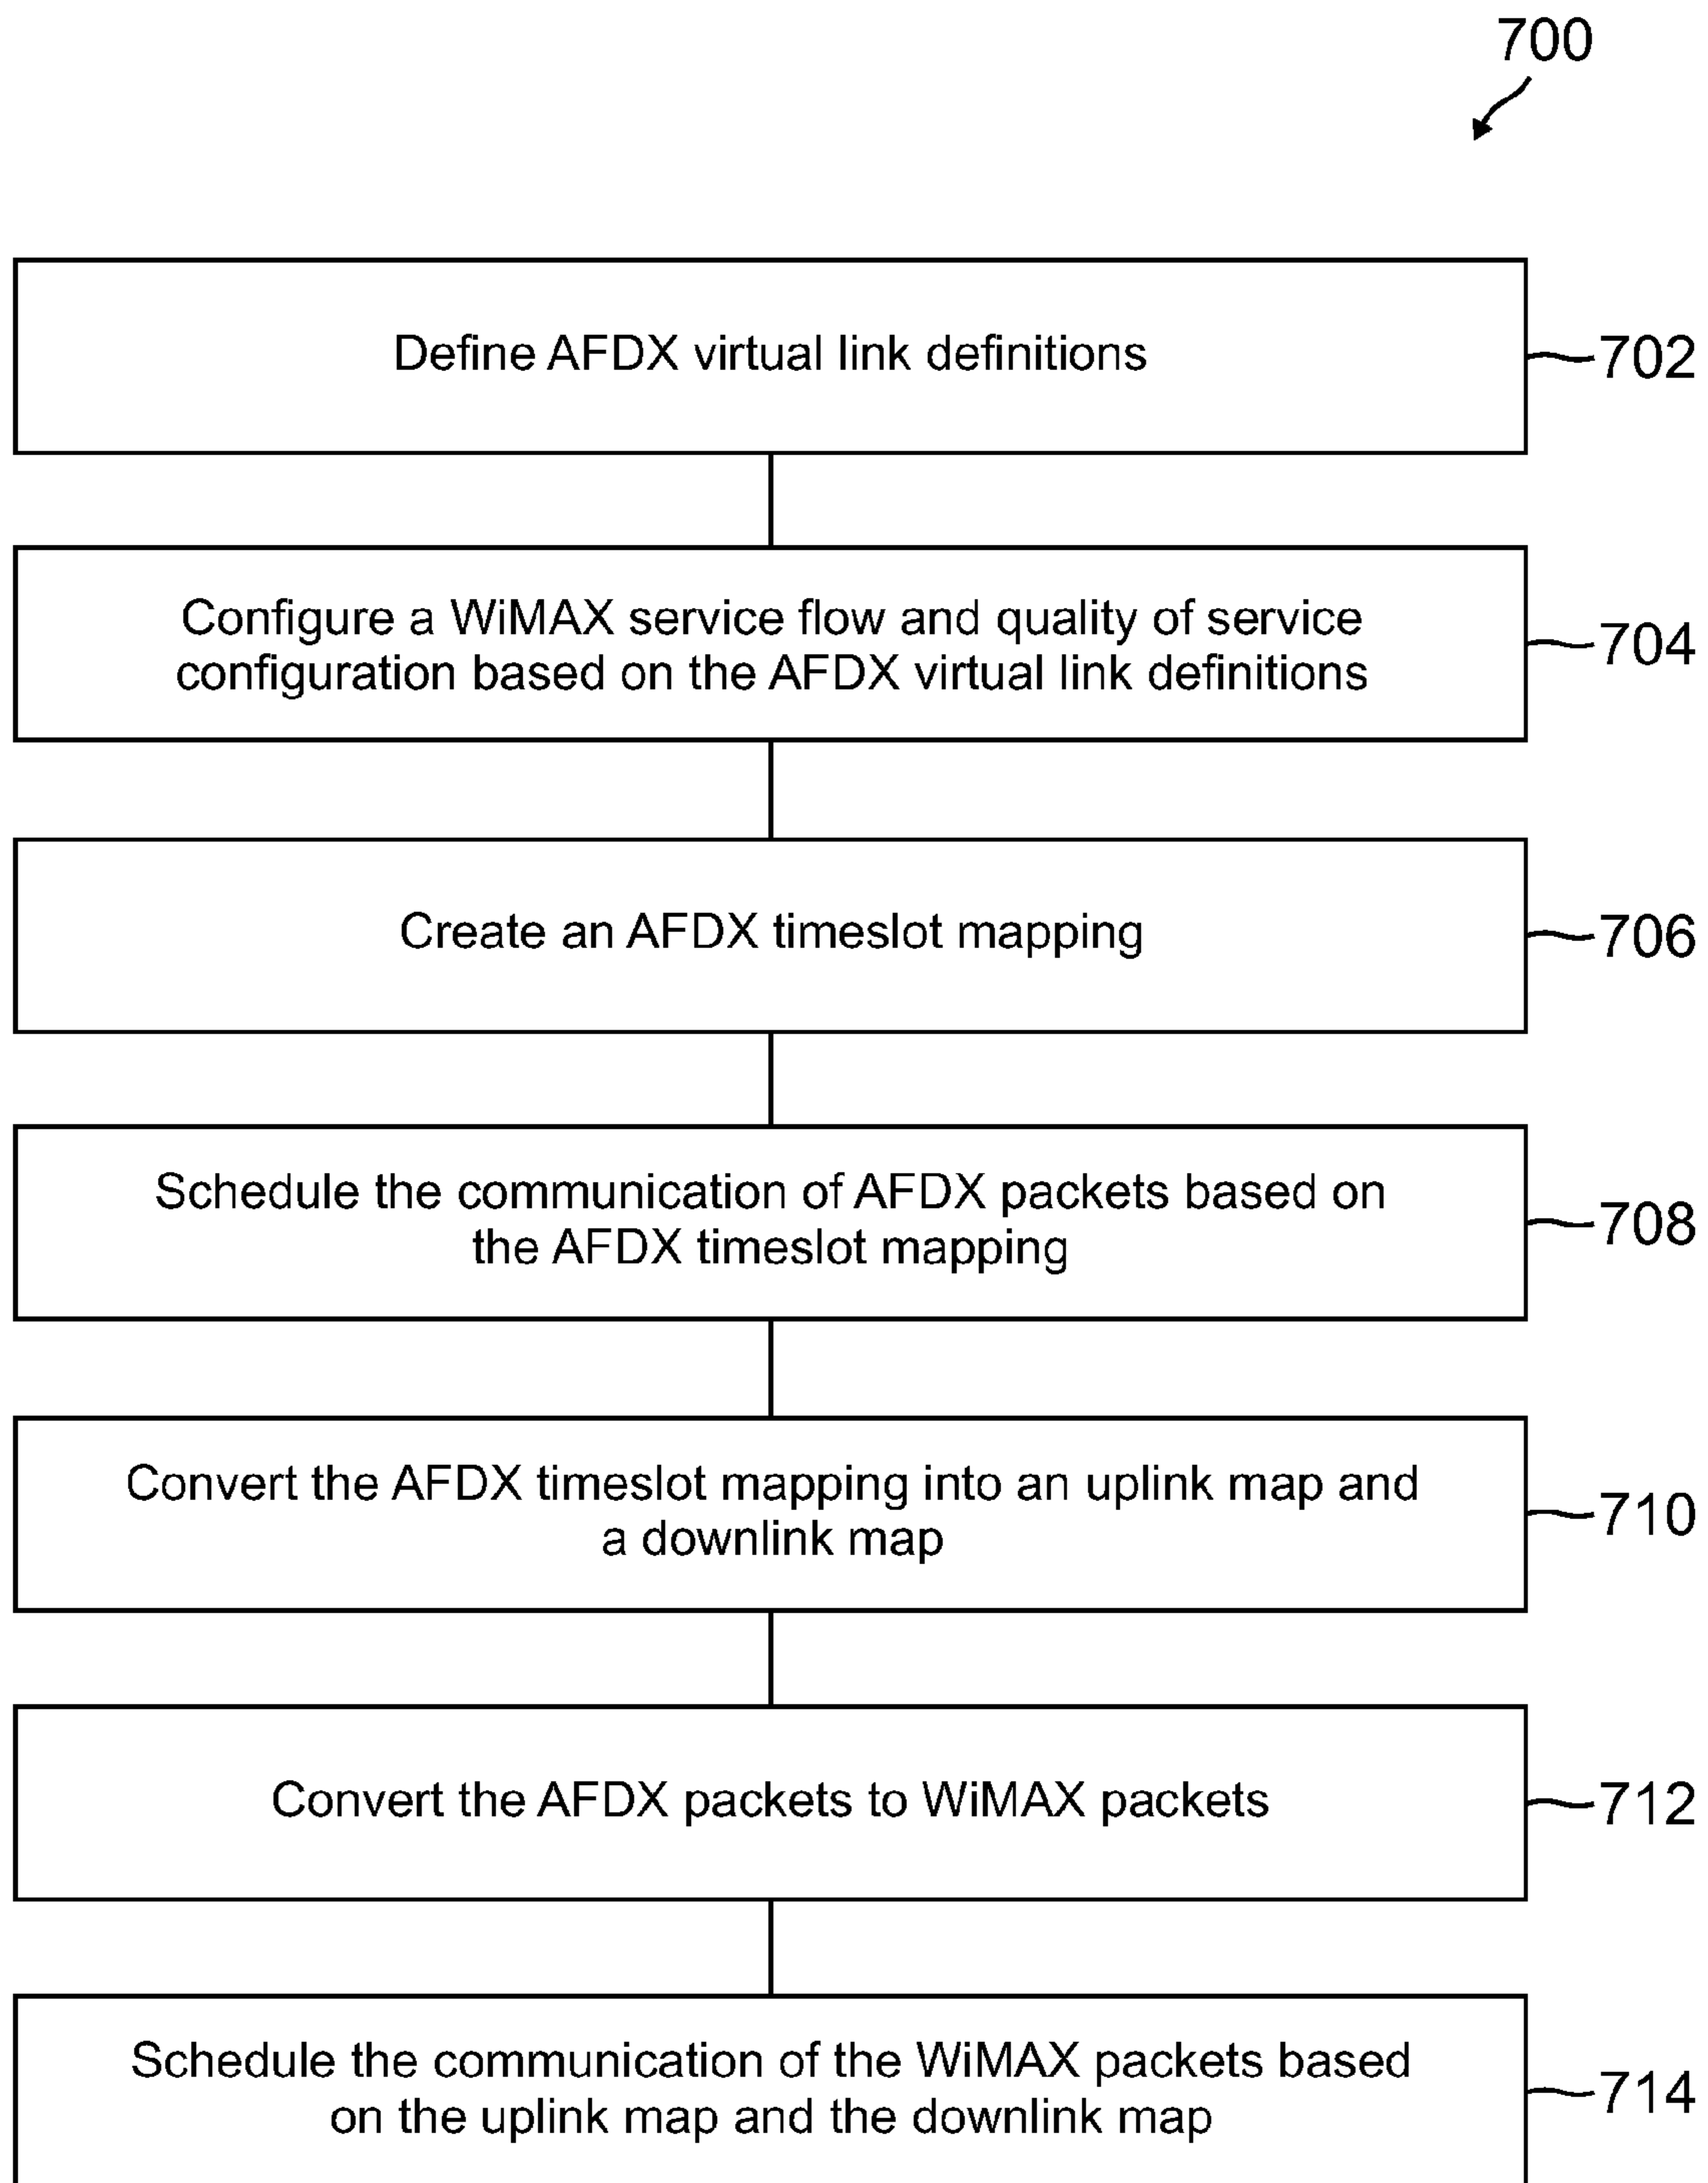 700
Define AFDX virtual link definitions
702
Configure a WiMAX service flow and quality of service
configuration based on the AFDX virtual link definitions
704
Create an AFDX timeslot mapping
706
Schedule the communication of AFDX packets based on
the AFDX timeslot mapping
708
Convert the AFDX timeslot mapping into an uplink map and
a downlink map
710
Convert the AFDX packets to WiMAX packets
712
Schedule the communication of the WiMAX packets based
on the uplink map and the downlink map
714